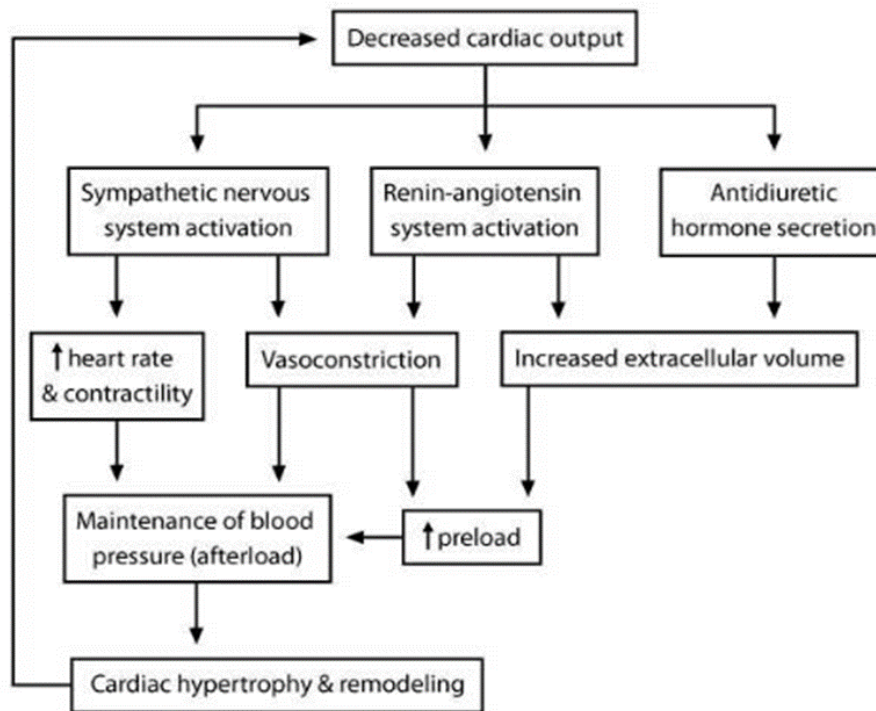 Decreased cardiac output
Sympathetic nervous
system activation
Renin-angiotensin
system activation
Antidiuretic
hormone secretion
↑ heart rate
& contractility
Vasoconstriction
Increased extracellular volume
Maintenance of blood
pressure (afterload)
↑ preload
Cardiac hypertrophy & remodeling